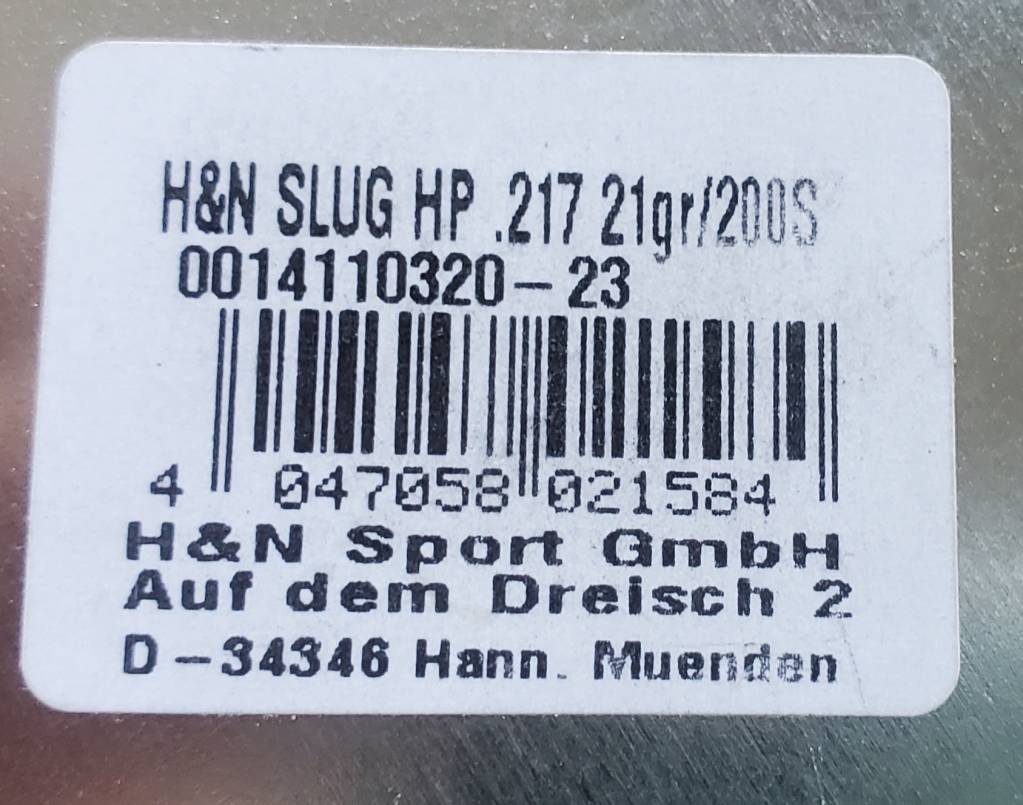 H&N SLUG HP .217 21gr/200S
0014110320-23
4 047058 021584
H&N Sport GmbH
Auf dem Dreisch 2
D-34346 Hann. Muenden